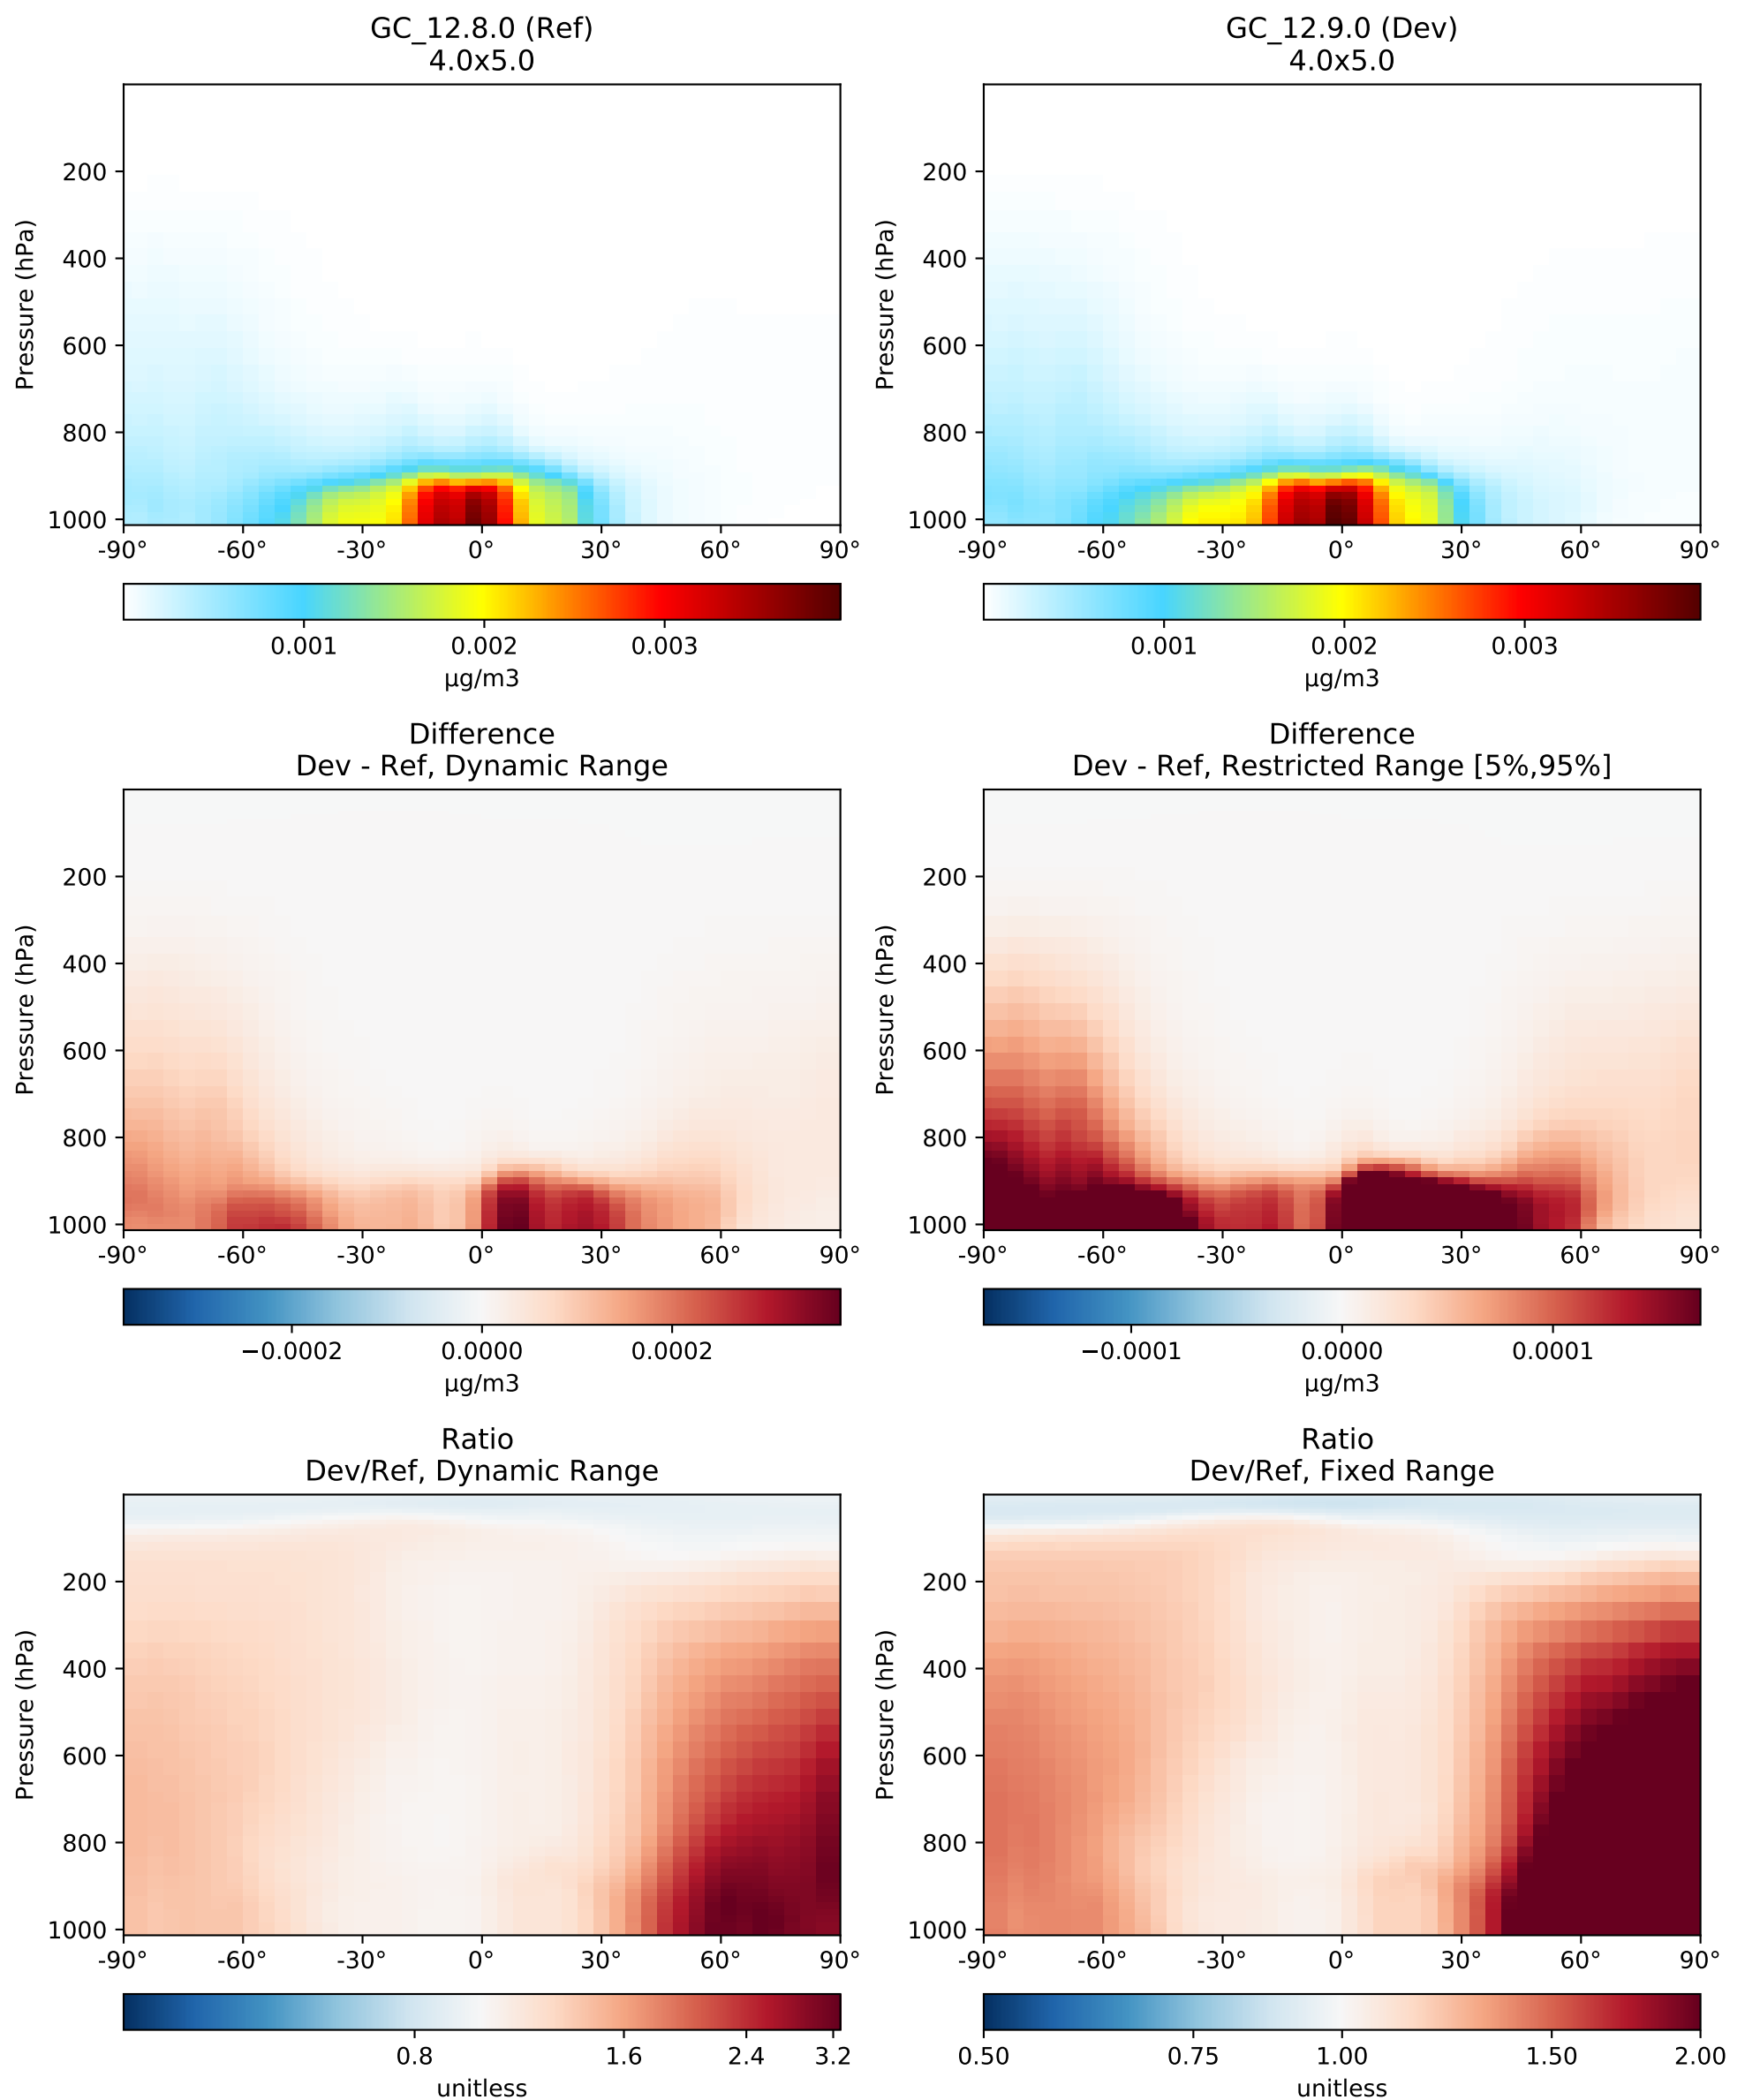 GC_12.8.0 (Ref)
4.0x5.0
Pressure (hPa)
200
400
600
800
1000
-90° -60° -30° 0° 30° 60° 90°
0.001 0.002 0.003
μg/m3
GC_12.9.0 (Dev)
4.0x5.0
Pressure (hPa)
200
400
600
800
1000
-90° -60° -30° 0° 30° 60° 90°
0.001 0.002 0.003
μg/m3
Difference
Dev - Ref, Dynamic Range
Pressure (hPa)
200
400
600
800
1000
-90° -60° -30° 0° 30° 60° 90°
−0.0002 0.0000 0.0002
μg/m3
Difference
Dev - Ref, Restricted Range [5%,95%]
Pressure (hPa)
200
400
600
800
1000
-90° -60° -30° 0° 30° 60° 90°
−0.0001 0.0000 0.0001
μg/m3
Ratio
Dev/Ref, Dynamic Range
Pressure (hPa)
200
400
600
800
1000
-90° -60° -30° 0° 30° 60° 90°
0.8 1.6 2.4 3.2
unitless
Ratio
Dev/Ref, Fixed Range
Pressure (hPa)
200
400
600
800
1000
-90° -60° -30° 0° 30° 60° 90°
0.50 0.75 1.00 1.50 2.00
unitless